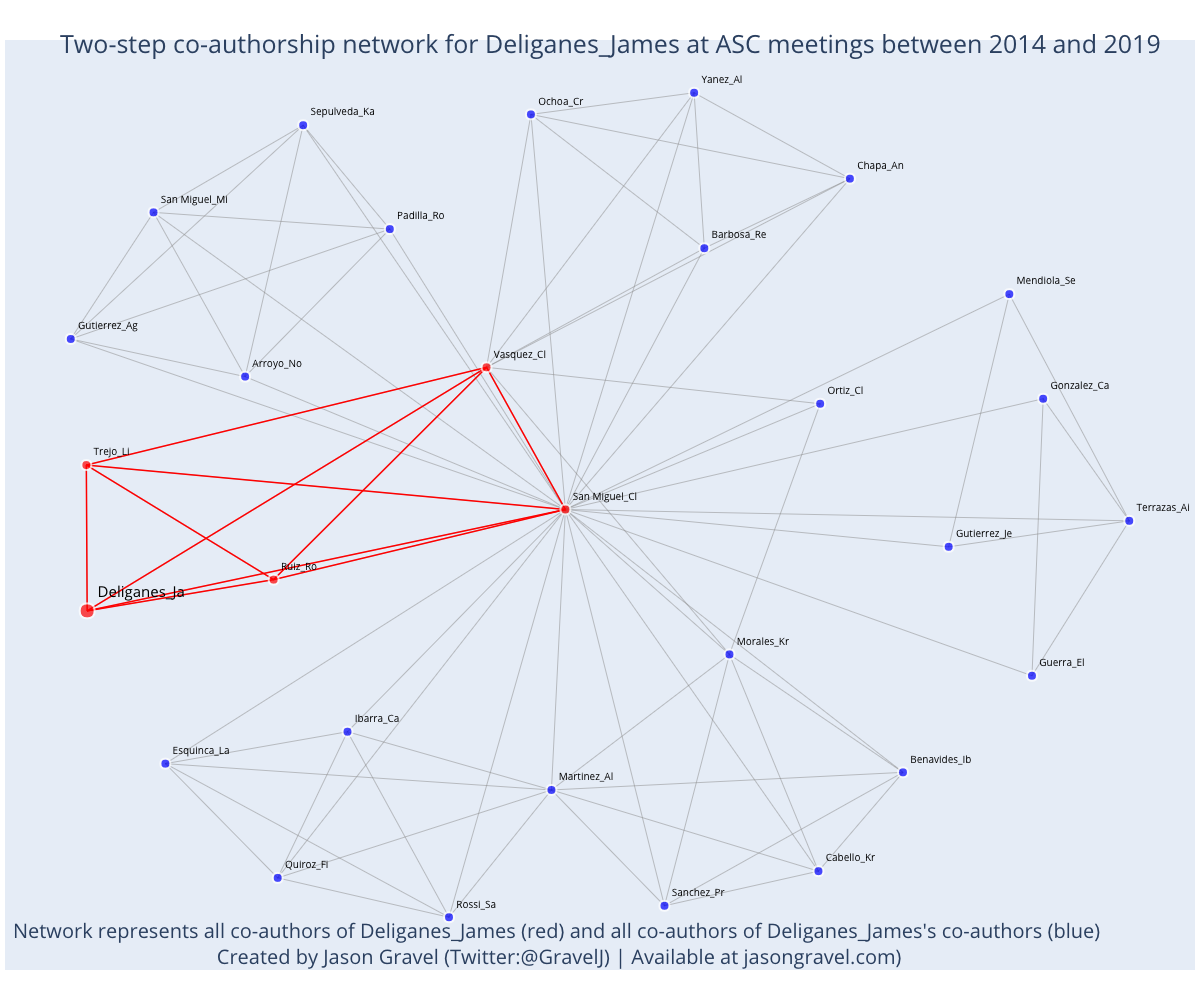 Two-step co-authorship network for Deliganes_James at ASC meetings between 2014 and 2019
Yanez_Al
Ochoa_Cr
Sepulveda_Ka
Chapa_An
San Miguel_Mi
Padilla_Ro
Barbosa_Re
Mendiola_Se
Gutierrez_Ag
Vasquez_Cl
Arroyo_No
Gonzalez_Ca
Ortiz_Cl
Trejo_Li
San Miguel_Cl
Terrazas_Al
Gutierrez_Je
Ruiz_Ro
Deliganes_Ja
Morales_Kr
Guerra_El
Ibarra_Ca
Esquinca_La
Benavides_Ib
Martinez_Al
Cabello_Kr
Quiroz_Fi
Sanchez_Pr
Rossi_Sa
Network represents all co-authors of Deliganes_James (red) and all co-authors of Deliganes_James's co-authors (blue)
Created by Jason Gravel (Twitter:@GravelJ) | Available at jasongravel.com)